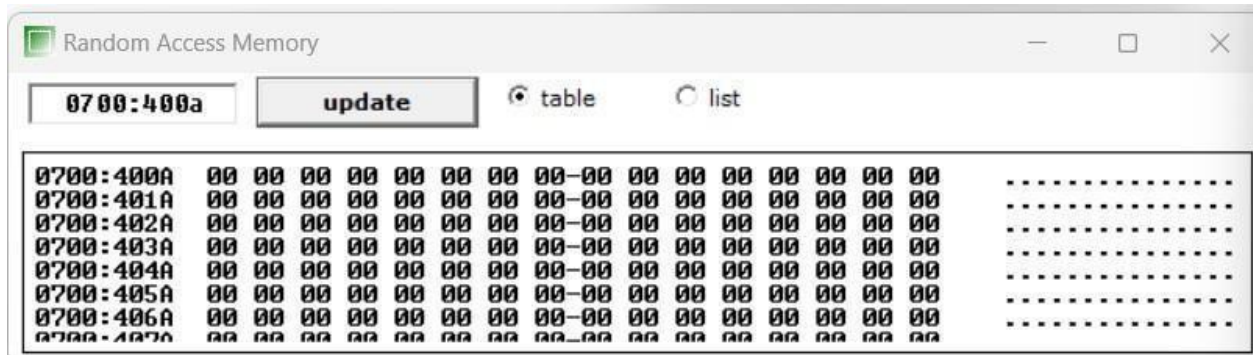 Random Access Memory
0700:400a update table list
0700:400A 00 00 00 00 00 00 00 00-00 00 00 00 00 00 00 00 ................
0700:401A 00 00 00 00 00 00 00 00-00 00 00 00 00 00 00 00 ................
0700:402A 00 00 00 00 00 00 00 00-00 00 00 00 00 00 00 00 ................
0700:403A 00 00 00 00 00 00 00 00-00 00 00 00 00 00 00 00 ................
0700:404A 00 00 00 00 00 00 00 00-00 00 00 00 00 00 00 00 ................
0700:405A 00 00 00 00 00 00 00 00-00 00 00 00 00 00 00 00 ................
0700:406A 00 00 00 00 00 00 00 00-00 00 00 00 00 00 00 00 ................